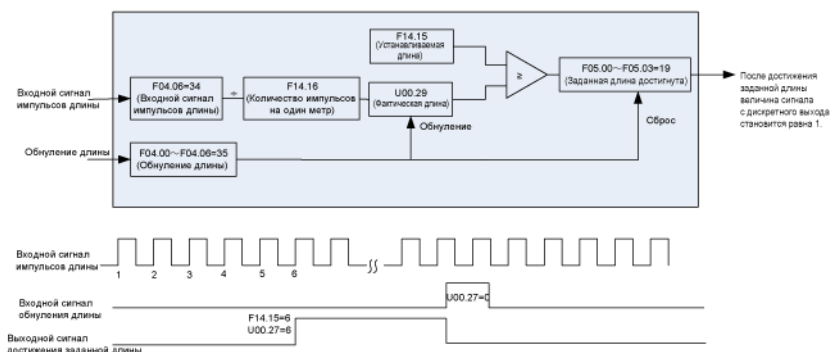 F14.15
(Устанавливаемая
длина)
Входной сигнал
импульсов длины
F04.06=34
(Входной сигнал
импульсов длины)
÷
F14.16
(Количество импульсов
на один метр)
U00.29
(Фактическая длина)
≥
F05.00～F05.03=19
(Заданная длина достигнута)
После достижения
заданной длины
величина сигнала
с дискретного выхода
становится равна 1.
Обнуление
Сброс
Обнуление длины
F04.00～F04.06=35
(Обнуление длины)
Входной сигнал
импульсов длины
1 2 3 4 5 6
Входной сигнал
обнуления длины
U00.27=0
F14.15=6
U00.27=6
Выходной сигнал
достижения заданной длины